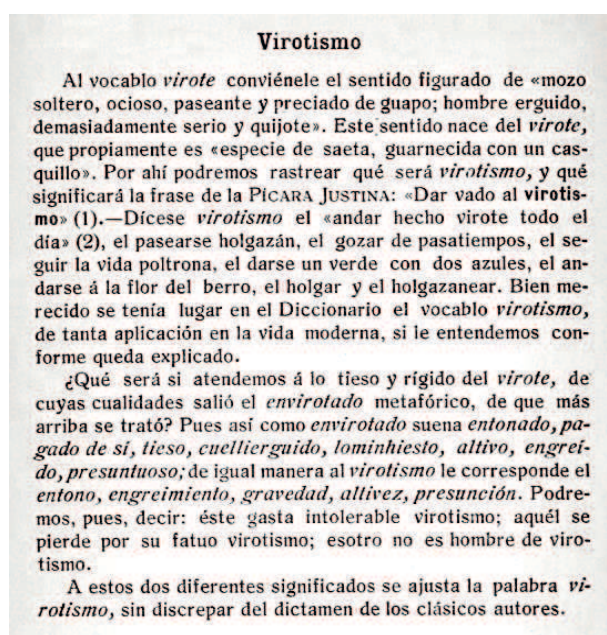 Virotismo
Al vocablo virote conviénele el sentido figurado de «mozo
soltero, ocioso, paseante y preciado de guapo; hombre erguido,
demasiadamente serio y quijote». Este sentido nace del virote,
que propiamente es «especie de saeta, guarnecida con un cas-
quillo». Por ahí podremos rastrear qué será virotismo, y qué
significará la frase de la PÍCARA JUSTINA: «Dar vado al virotis-
mo» (1).—Dícese virotismo el «andar hecho virote todo el
día» (2), el pasearse holgazán, el gozar de pasatiempos, el se-
guir la vida poltrona, el darse un verde con dos azules, el an-
darse á la flor del berro, el holgar y el holgazanear. Bien me-
recido se tenía lugar en el Diccionario el vocablo virotismo,
de tanta aplicación en la vida moderna, si le entendemos con-
forme queda explicado.
¿Qué será si atendemos á lo tieso y rígido del virote, de
cuyas cualidades salió el envirotado metafórico, de que más
arriba se trató? Pues así como envirotado suena entonado, pa-
gado de sí, tieso, cuellierguido, lominhiesto, altivo, engreí-
do, presuntuoso; de igual manera al virotismo le corresponde el
entono, engreimiento, gravedad, altivez, presunción. Podre-
mos, pues, decir: éste gasta intolerable virotismo; aquél se
pierde por su fatuo virotismo; esotro no es hombre de viro-
tismo.
A estos dos diferentes significados se ajusta la palabra vi-
rotismo, sin discrepar del dictamen de los clásicos autores.